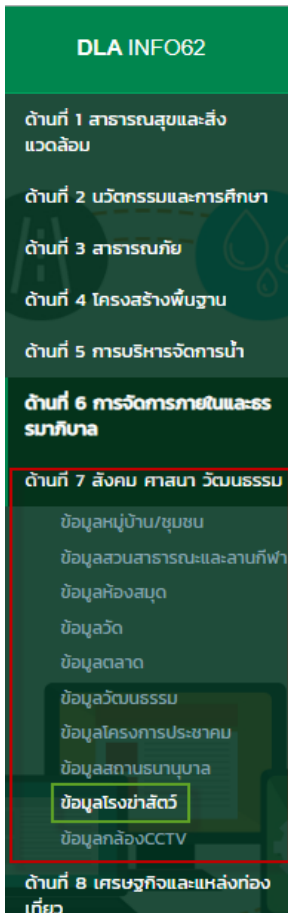 DLA INFO62
ด้านที่ 1 สาธารณสุขและสิ่ง
แวดล้อม
ด้านที่ 2 นวัตกรรมและการศึกษา
ด้านที่ 3 สาธารณภัย
ด้านที่ 4 โครงสร้างพื้นฐาน
ด้านที่ 5 การบริหารจัดการน้ำ
ด้านที่ 6 การจัดการภายในและธร
รมาภิบาล
ด้านที่ 7 สังคม ศาสนา วัฒนธรรม
ข้อมูลหมู่บ้าน/ชุมชน
ข้อมูลสวนสาธารณะและลานกีฬา
ข้อมูลห้องสมุด
ข้อมูลวัด
ข้อมูลตลาด
ข้อมูลวัฒนธรรม
ข้อมูลโครงการประชาคม
ข้อมูลสถานธนานุบาล
ข้อมูลโรงฆ่าสัตว์
ข้อมูลกล้องCCTV
ด้านที่ 8 เศรษฐกิจและแหล่งท่อง
เที่ยว